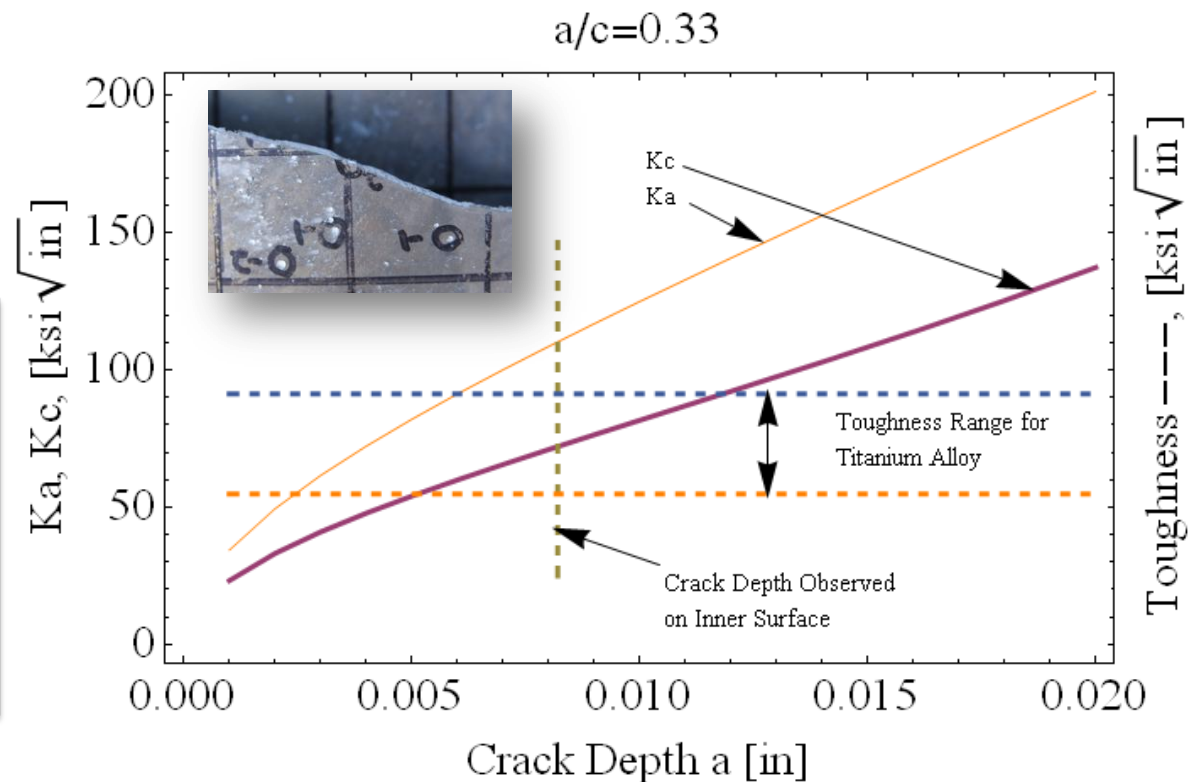 a/c=0.33
Ka, Kc, [ksi √in ]
200
150
100
50
0
Kc
Ka
Toughness Range for
Titanium Alloy
Crack Depth Observed
on Inner Surface
0.000
0.005
0.010
0.015
0.020
Crack Depth a [in]
Toughness ----, [ksi √in ]